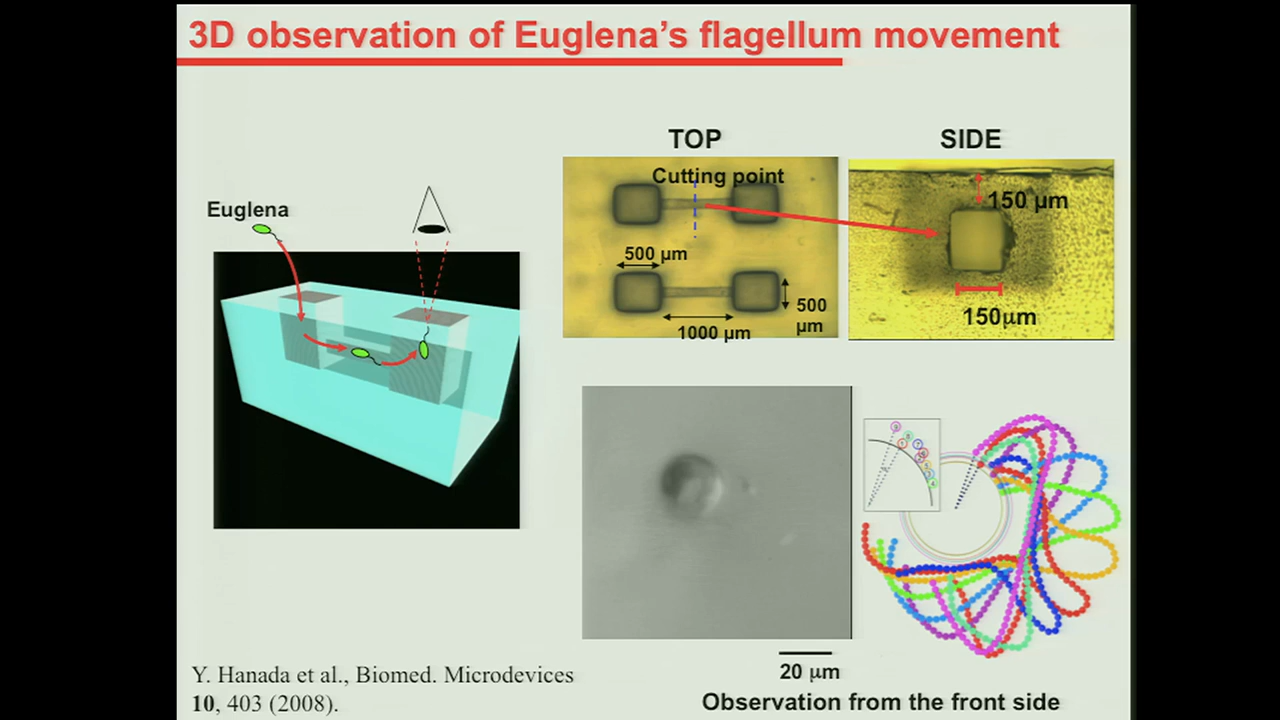 3D observation of Euglena's flagellum movement
TOP
SIDE
Euglena
Cutting point
150 μm
500 μm
500
μm
1000 μm
150μm
20 μm
Observation from the front side
Y. Hanada et al., Biomed. Microdevices
10, 403 (2008).